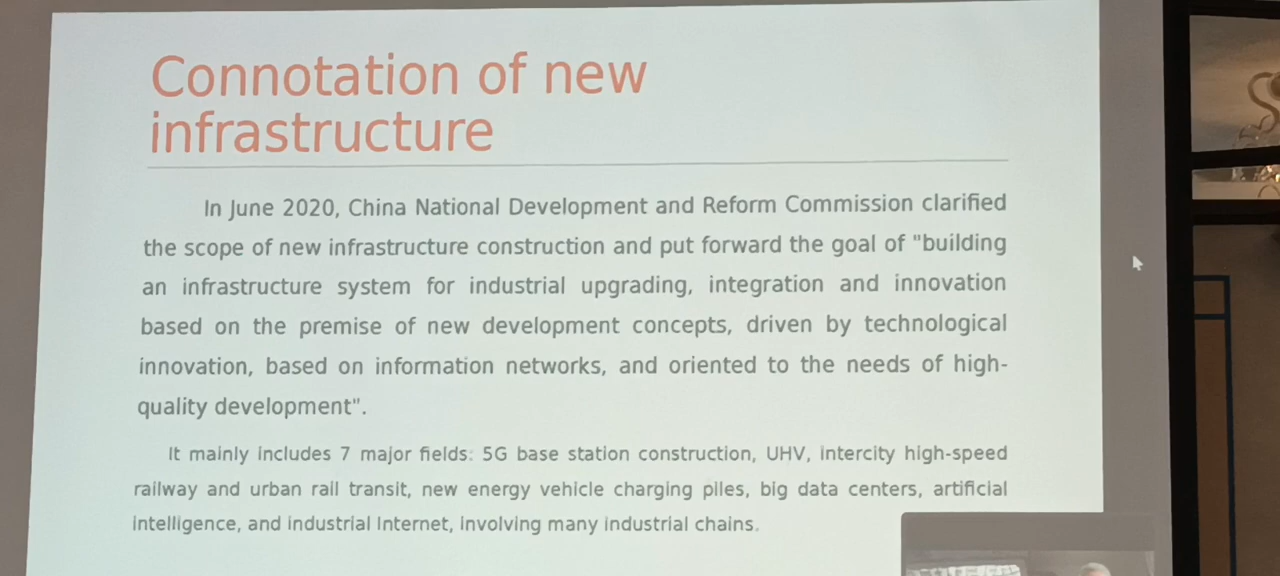 Connotation of new
infrastructure
In June 2020, China National Development and Reform Commission clarified
the scope of new infrastructure construction and put forward the goal of "building
an infrastructure system for industrial upgrading, integration and innovation
based on the premise of new development concepts, driven by technological
innovation, based on information networks, and oriented to the needs of high-
quality development".
It mainly includes 7 major fields: 5G base station construction, UHV, intercity high-speed
railway and urban rail transit, new energy vehicle charging piles, big data centers, artificial
intelligence, and industrial Internet, involving many industrial chains.